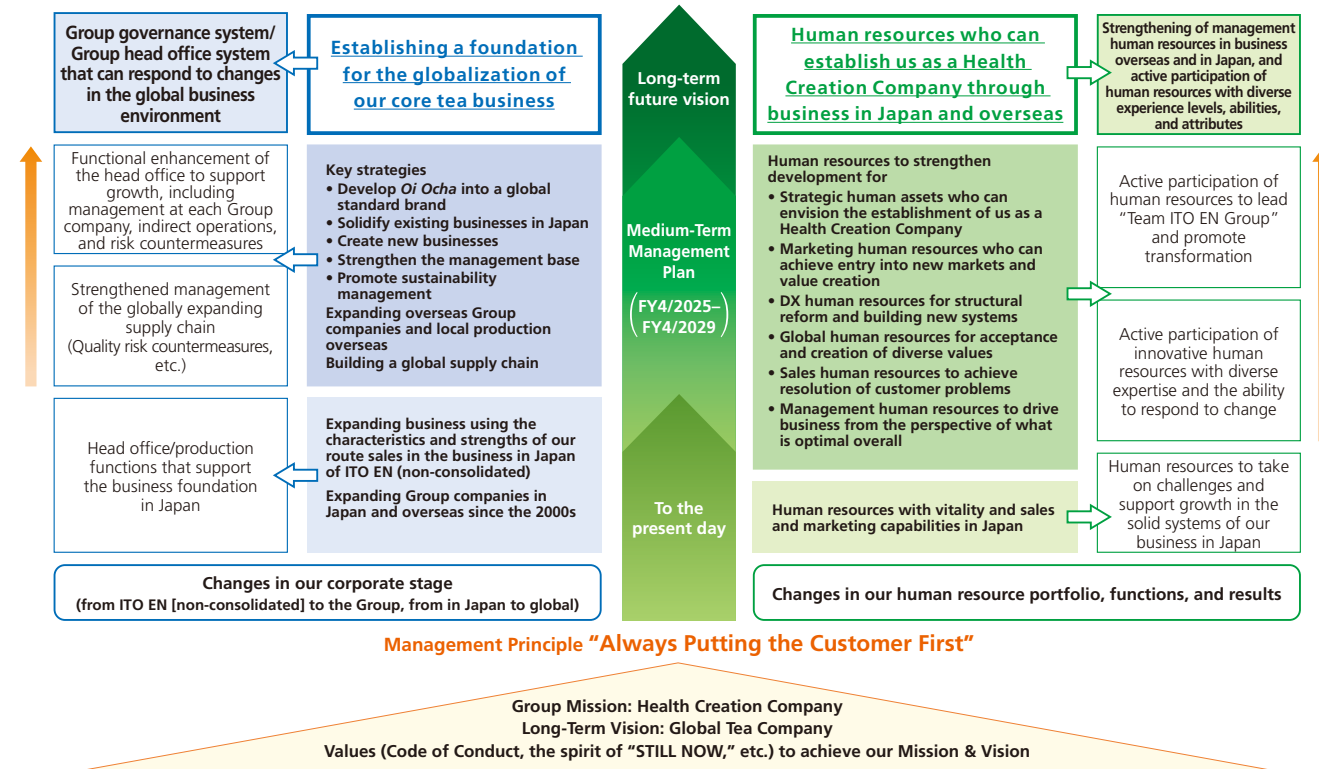 Group governance system/
Group head office system
that can respond to changes
in the global business
environment
Establishing a foundation
for the globalization of
our core tea business
Long-term
future vision
Human resources who can
establish us as a Health
Creation Company through
business in Japan and overseas
Strengthening of management
human resources in business
overseas and in Japan, and
active participation of
human resources with diverse
experience levels, abilities,
and attributes
Functional enhancement of
the head office to support
growth, including
management at each Group
company, indirect operations,
and risk countermeasures
Strengthened management
of the globally expanding
supply chain
(Quality risk countermeasures,
etc.)
Key strategies
• Develop Oi Ocha into a global
standard brand
• Solidify existing businesses in Japan
• Create new businesses
• Strengthen the management base
• Promote sustainability
management
Expanding overseas Group
companies and local production
overseas
Building a global supply chain
Medium-Term
Management
Plan
(FY4/2025–
FY4/2029)
Human resources to strengthen
development for
• Strategic human assets who can
envision the establishment of us as a
Health Creation Company
• Marketing human resources who can
achieve entry into new markets and
value creation
• DX human resources for structural
reform and building new systems
• Global human resources for acceptance
and creation of diverse values
• Sales human resources to achieve
resolution of customer problems
• Management human resources to drive
business from the perspective of what
is optimal overall
Active participation of
human resources to lead
“Team ITO EN Group”
and promote
transformation
Active participation of
innovative human
resources with diverse
expertise and the ability
to respond to change
Head office/production
functions that support
the business foundation
in Japan
Expanding business using the
characteristics and strengths of our
route sales in the business in Japan
of ITO EN (non-consolidated)
Expanding Group companies in
Japan and overseas since the 2000s
To the
present day
Human resources with vitality and sales
and marketing capabilities in Japan
Human resources to take
on challenges and
support growth in the
solid systems of our
business in Japan
Changes in our corporate stage
(from ITO EN [non-consolidated] to the Group, from in Japan to global)
Changes in our human resource portfolio, functions, and results
Management Principle “Always Putting the Customer First”
Group Mission: Health Creation Company
Long-Term Vision: Global Tea Company
Values (Code of Conduct, the spirit of “STILL NOW,” etc.) to achieve our Mission & Vision